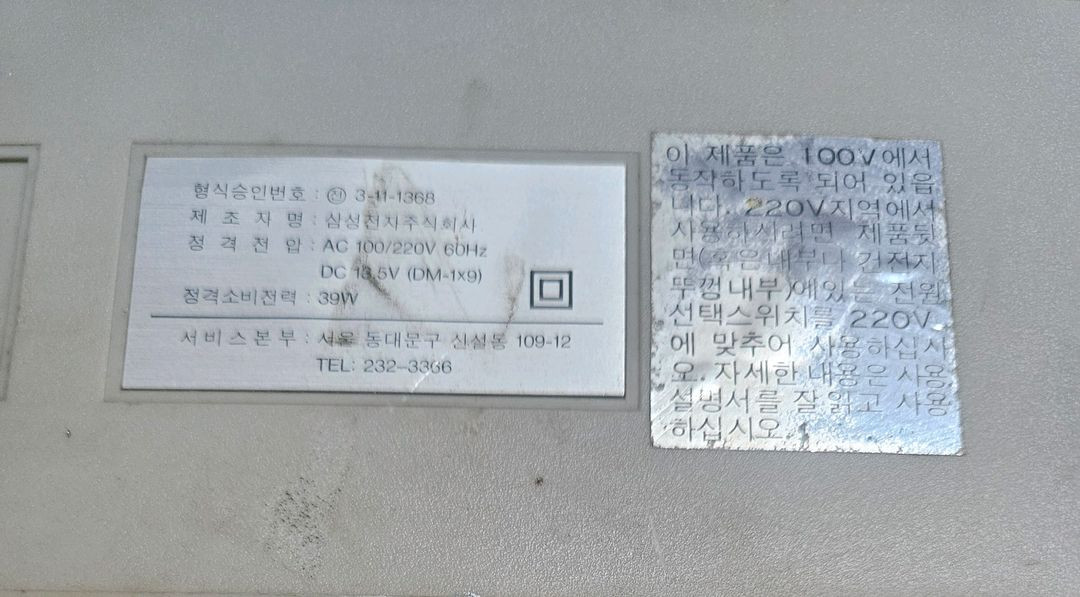 형식승인번호 : ㉂ 3-11-1368
제 조 자 명 : 삼성전자주식회사
정 격 전 압 : AC 100/220V 60Hz
DC 13.5V (DM-1x9)
정격소비전력 : 39W
서비스본부 : 서울 동대문구 신설동 109-12
TEL: 232-3366
이 제품은 100V에서
동작하도록 되어 있읍
니다. 220V지역에서
사용하시려면 제품뒷
면(혹은내부나 건전지
뚜껑내부)에있는 전원
선택스위치를 220V
에 맞추어 사용하십시
오. 자세한 내용은 사용
설명서를 잘읽고 사용
하십시오.